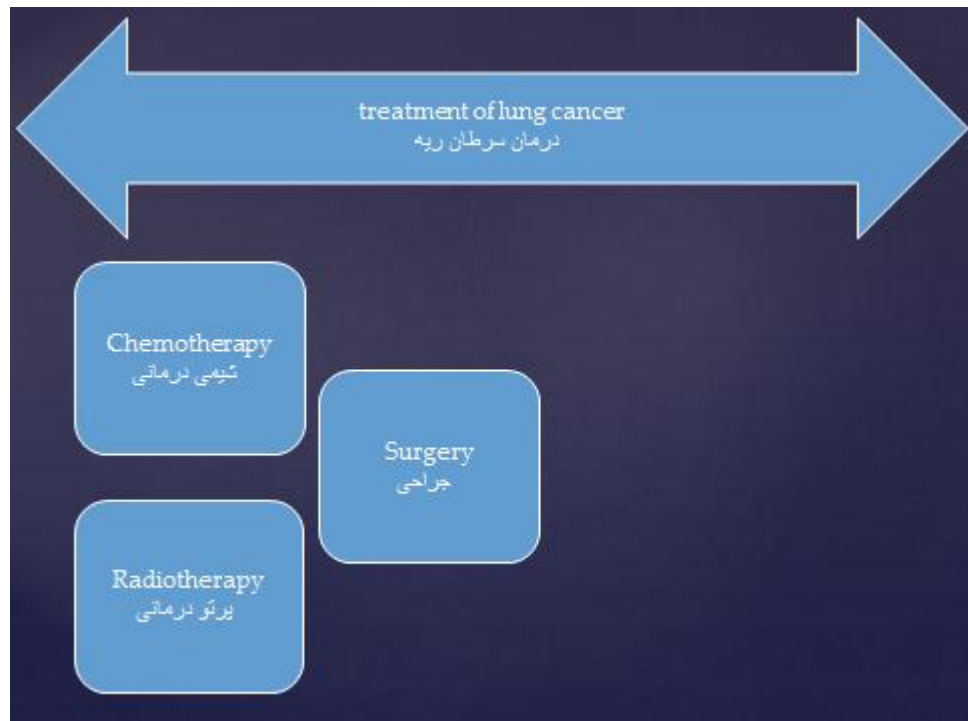 treatment of lung cancer
درمان سرطان ریه
Chemotherapy
شیمی درمانی
Surgery
جراحی
Radiotherapy
پرتو درمانی